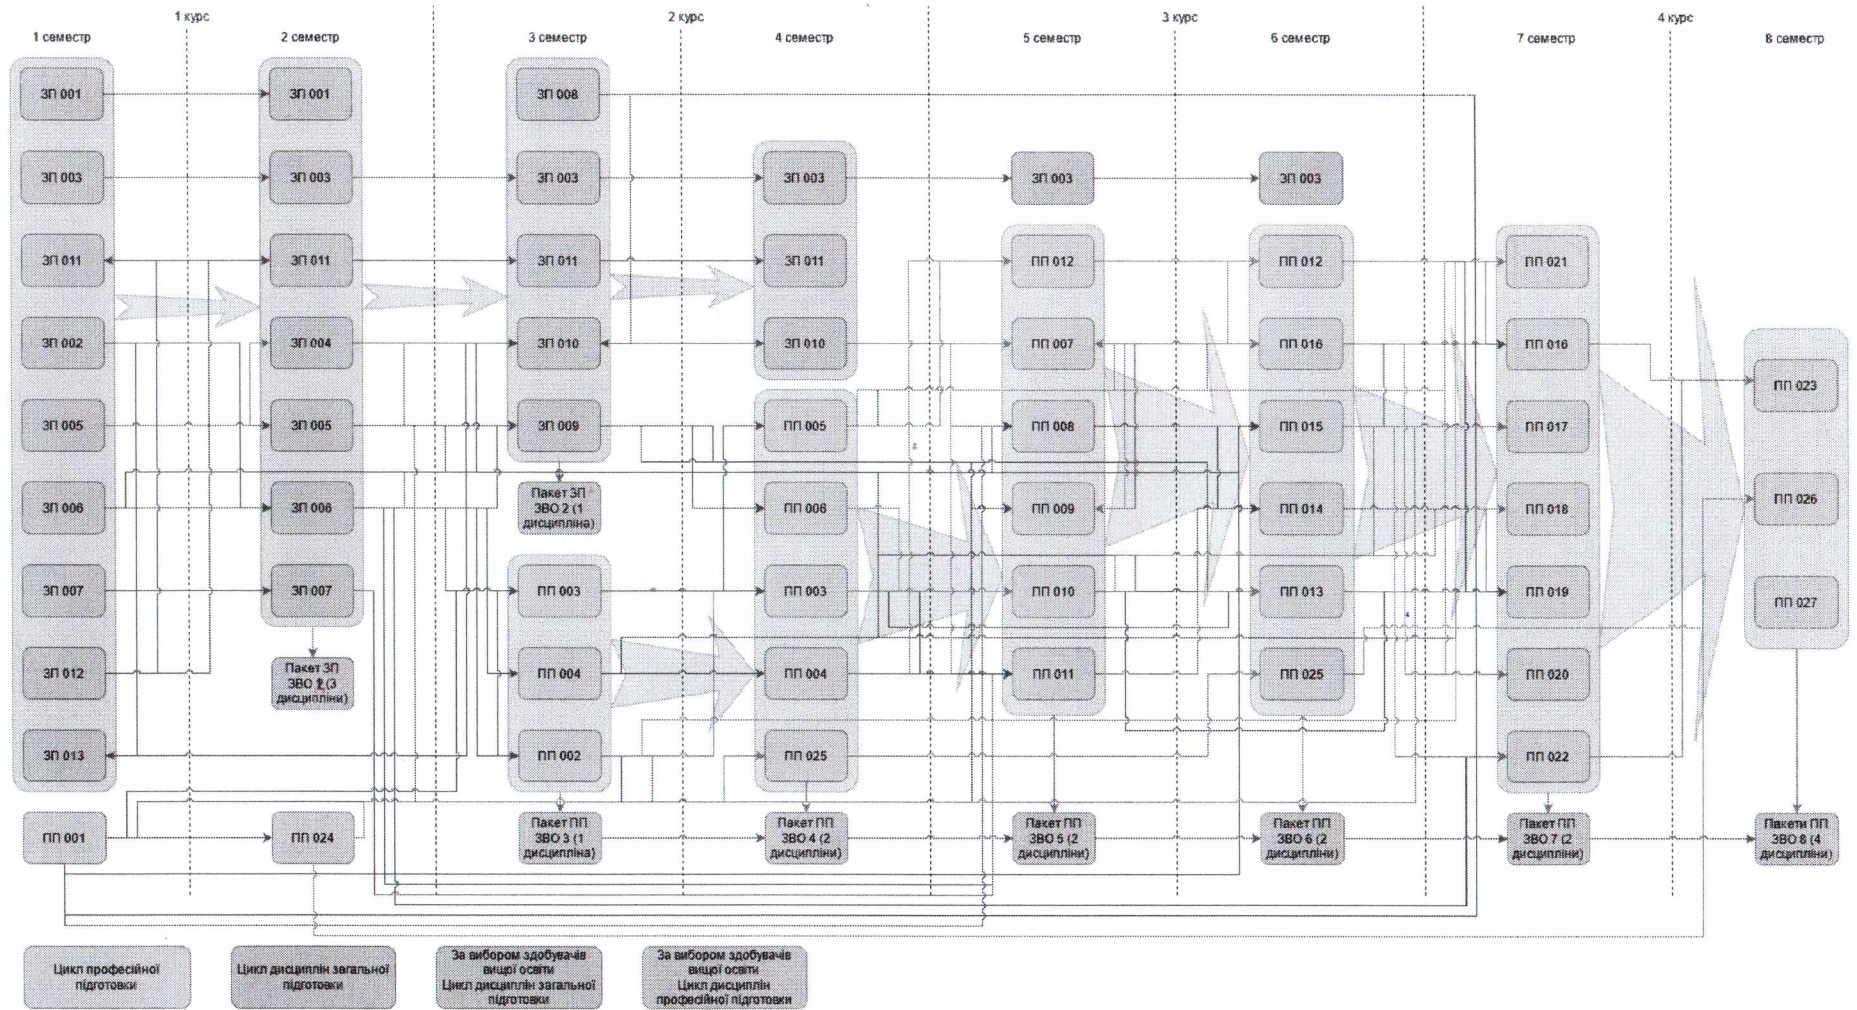 1 курс
2 курс
3 курс
4 курс
1 семестр
2 семестр
3 семестр
4 семестр
5 семестр
6 семестр
7 семестр
8 семестр
ЗП 001
ЗП 003
ЗП 011
ЗП 002
ЗП 005
ЗП 006
ЗП 007
ЗП 012
ЗП 013
ПП 001
ЗП 001
ЗП 003
ЗП 011
ЗП 004
ЗП 005
ЗП 006
ЗП 007
Пакет ЗП
ЗВО 1 (3
дисципліни)
ПП 024
ЗП 008
ЗП 003
ЗП 011
ЗП 010
ЗП 009
Пакет ЗП
ЗВО 2 (1
дисципліна)
ПП 003
ПП 004
ПП 002
Пакет ПП
ЗВО 3 (1
дисципліна)
ЗП 003
ЗП 011
ЗП 010
ПП 005
ПП 006
ПП 003
ПП 004
ПП 025
Пакет ПП
ЗВО 4 (2
дисципліни)
ЗП 003
ПП 012
ПП 007
ПП 008
ПП 009
ПП 010
ПП 011
Пакет ПП
ЗВО 5 (2
дисципліни)
ЗП 003
ПП 012
ПП 016
ПП 015
ПП 014
ПП 013
ПП 025
Пакет ПП
ЗВО 6 (2
дисципліни)
ПП 021
ПП 016
ПП 017
ПП 018
ПП 019
ПП 020
ПП 022
Пакет ПП
ЗВО 7 (2
дисципліни)
ПП 023
ПП 026
ПП 027
Пакети ПП
ЗВО 8 (4
дисципліни)
Цикл професійної
підготовки
Цикл дисциплін загальної
підготовки
За вибором здобувачів
вищої освіти
Цикл дисциплін загальної
підготовки
За вибором здобувачів
вищої освіти
Цикл дисциплін
професійної підготовки